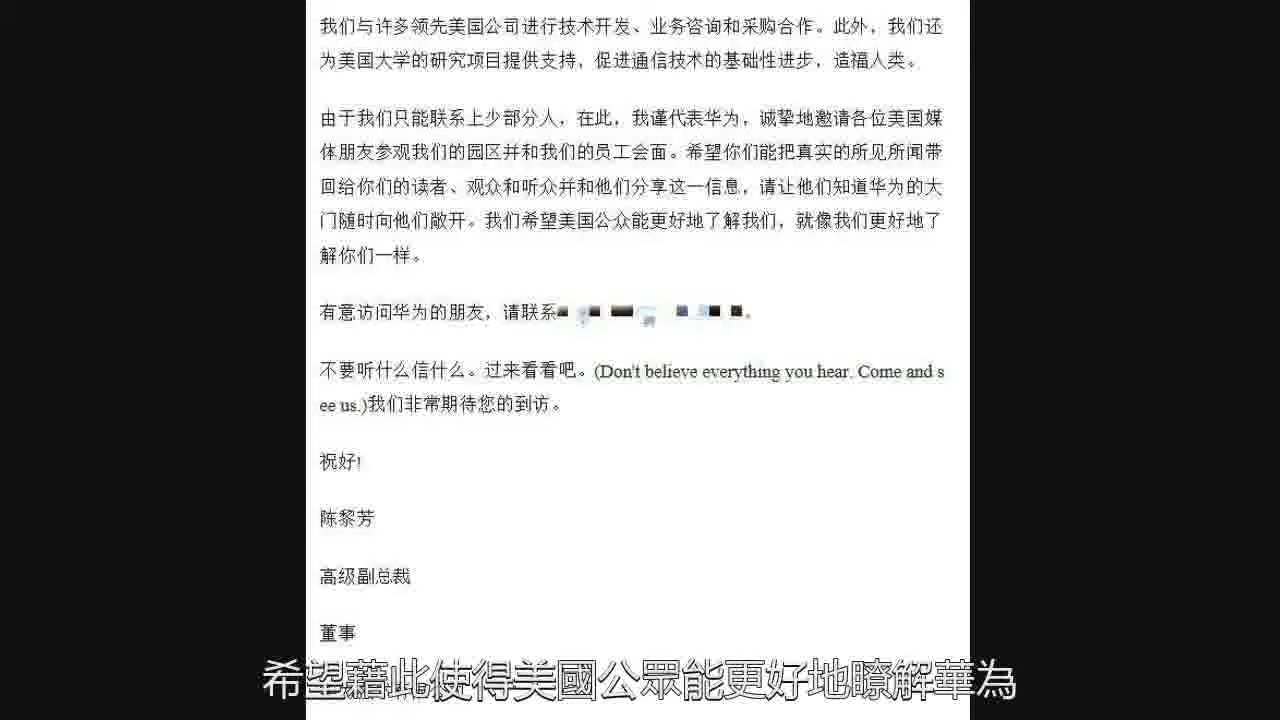 我们与许多领先美国公司进行技术开发、业务咨询和采购合作。此外，我们还
为美国大学的研究项目提供支持，促进通信技术的基础性进步，造福人类。
由于我们只能联系上少部分人，在此，我谨代表华为，诚挚地邀请各位美国媒
体朋友参观我们的园区并和我们的员工会面。希望你们能把真实的所见所闻带
回给你们的读者、观众和听众并和他们分享这一信息，请让他们知道华为的大
门随时向他们敞开。我们希望美国公众能更好地了解我们，就像我们更好地了
解你们一样。
有意访问华为的朋友，请联系
不要听什么信什么。过来看看吧。(Don't believe everything you hear. Come and s
ee us.)我们非常期待您的到访。
祝好!
陈黎芳
高级副总裁
董事
希望藉此使得美國公眾能更好地瞭解華為